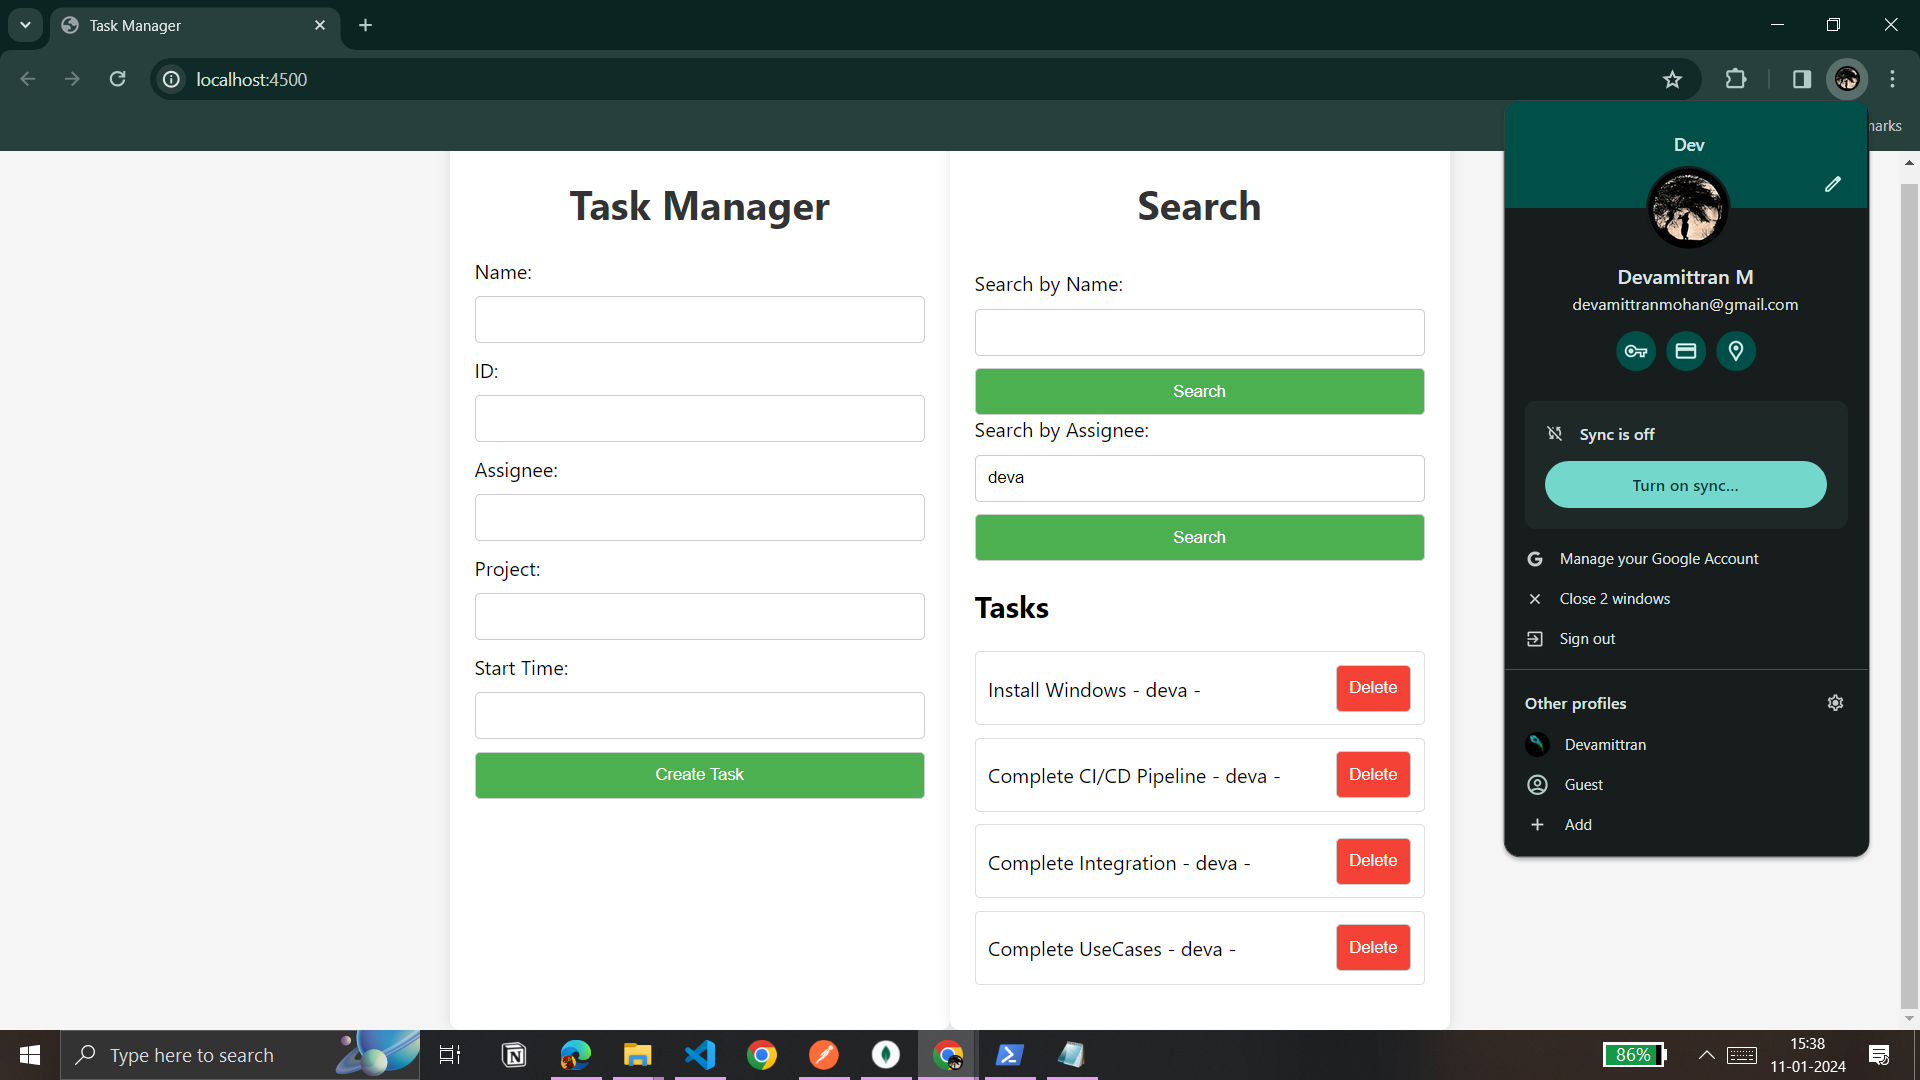 Task Manager
localhost:4500
marks
Task Manager
Name:
ID:
Assignee:
Project:
Start Time:
Create Task
Search
Search by Name:
Search
Search by Assignee:
deva
Search
Tasks
Install Windows - deva -
Delete
Complete CI/CD Pipeline - deva -
Delete
Complete Integration - deva -
Delete
Complete UseCases - deva -
Delete
Dev
Devamittran M
devamittranmohan@gmail.com
Sync is off
Turn on sync...
Manage your Google Account
Close 2 windows
Sign out
Other profiles
Devamittran
Guest
Add
Type here to search
86%
15:38
11-01-2024